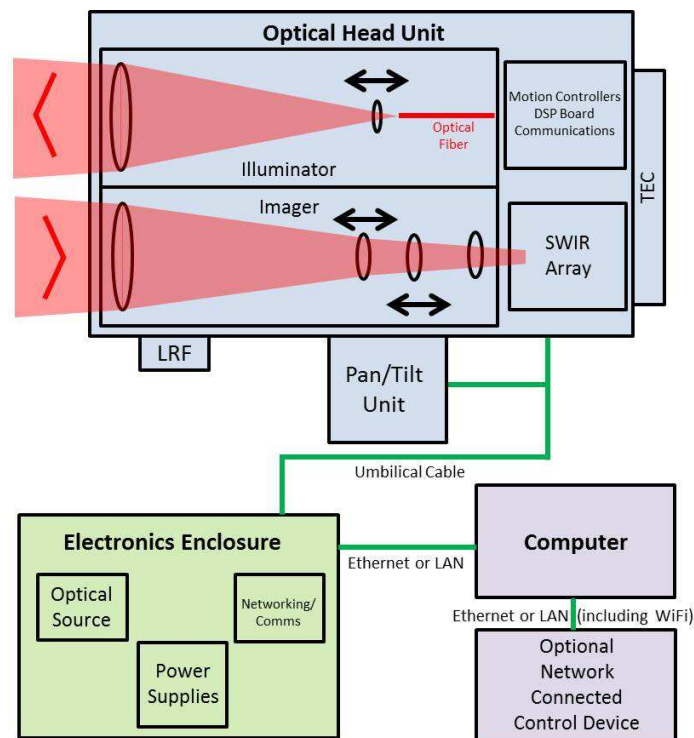 Optical Head Unit
Optical
Fiber
Illuminator
Motion Controllers
DSP Board
Communications
TEC
Imager
SWIR
Array
LRF
Pan/Tilt
Unit
Umbilical Cable
Electronics Enclosure
Optical
Source
Networking/
Comms
Power
Supplies
Ethernet or LAN
Computer
Ethernet or LAN (including WiFi)
Optional
Network
Connected
Control Device